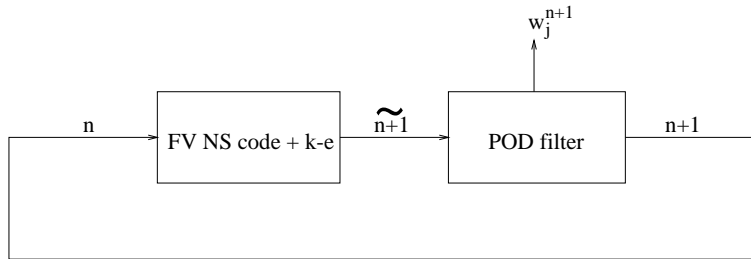 w_j^{n+1}
n
FV NS code + k-e
~
n+1
POD filter
n+1